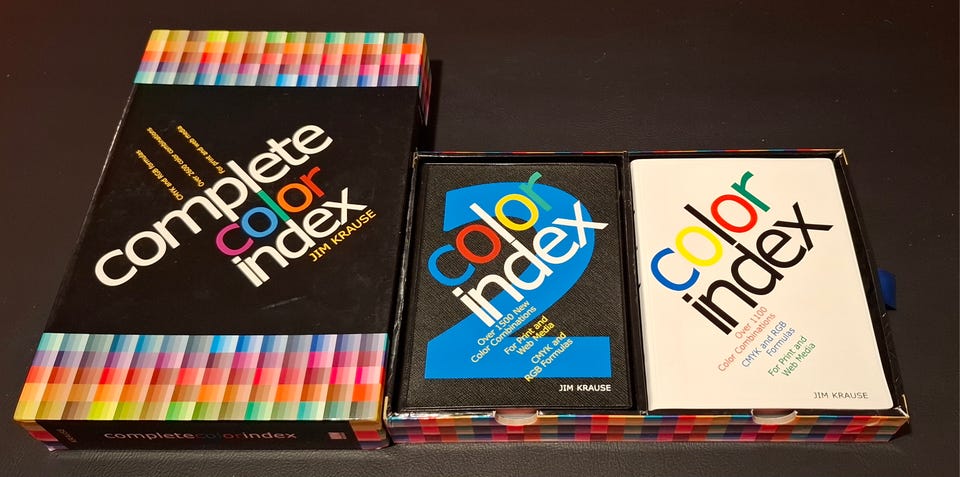 For print and web media
Over 2600 color combinations
CMYK and RGB formulas
complete
color
index
JIM KRAUSE
KRAUSE
completecolorindex
2
color
index
Over 1500 New
Color Combinations
For Print and
Web Media
CMYK and
RGB Formulas
JIM KRAUSE
color
index
Over 1100
Color Combinations
CMYK and RGB
Formulas
For Print and
Web Media
JIM KRAUSE